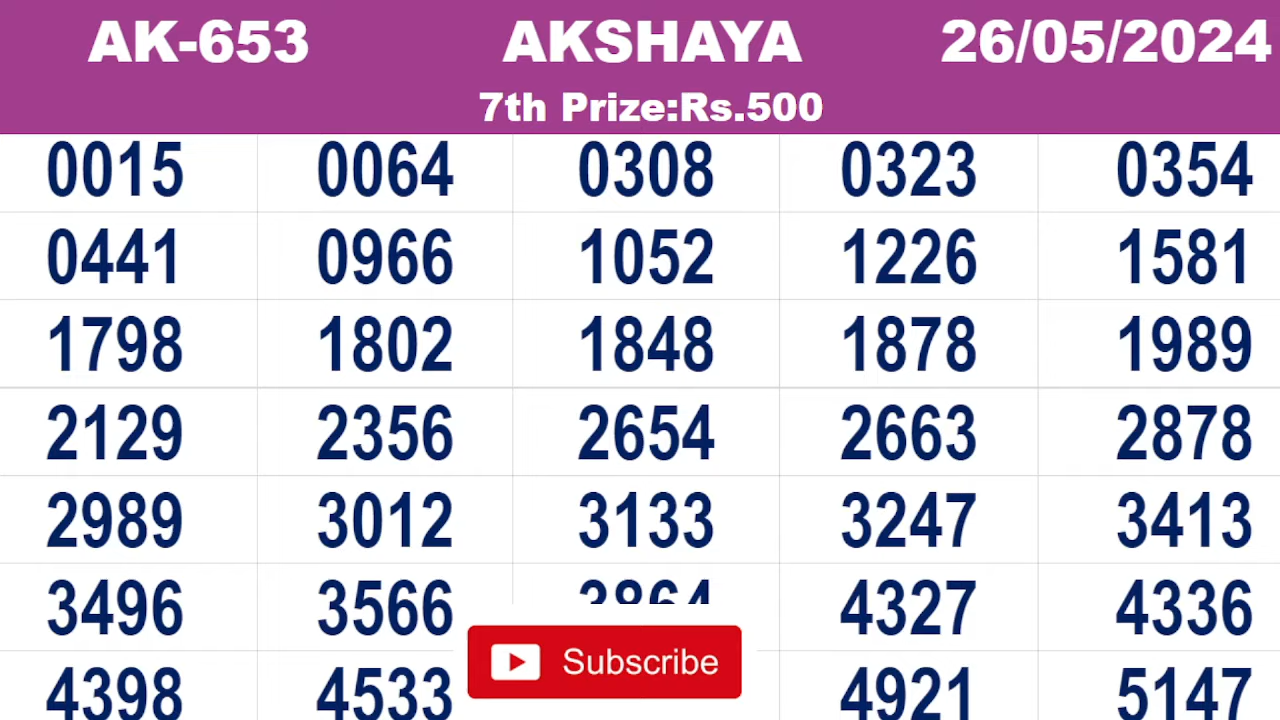 AK-653 AKSHAYA 26/05/2024
7th Prize:Rs.500
0015 0064 0308 0323 0354
0441 0966 1052 1226 1581
1798 1802 1848 1878 1989
2129 2356 2654 2663 2878
2989 3012 3133 3247 3413
3496 3566 4327 4336
4398 4533 4921 5147
Subscribe